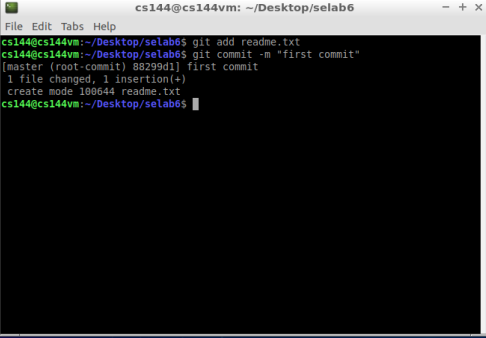 cs144@cs144vm: ~/Desktop/selab6
File Edit Tabs Help
cs144@cs144vm:~/Desktop/selab6$ git add readme.txt
cs144@cs144vm:~/Desktop/selab6$ git commit -m "first commit"
[master (root-commit) 88299d1] first commit
 1 file changed, 1 insertion(+)
 create mode 100644 readme.txt
cs144@cs144vm:~/Desktop/selab6$